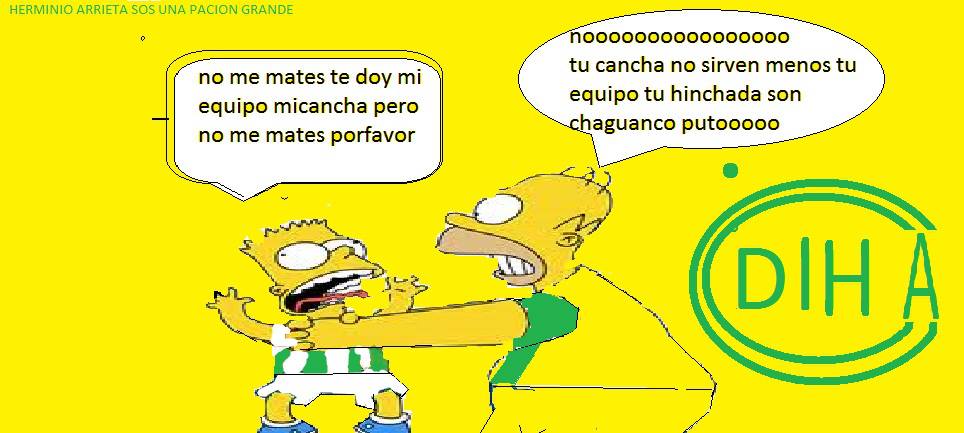 HERMINIO ARRIETA SOS UNA PACION GRANDE
no me mates te doy mi
equipo micancha pero
no me mates porfavor
noooooooooooooooo
tu cancha no sirven menos tu
equipo tu hinchada son
chaguanco putooooo
DIH A